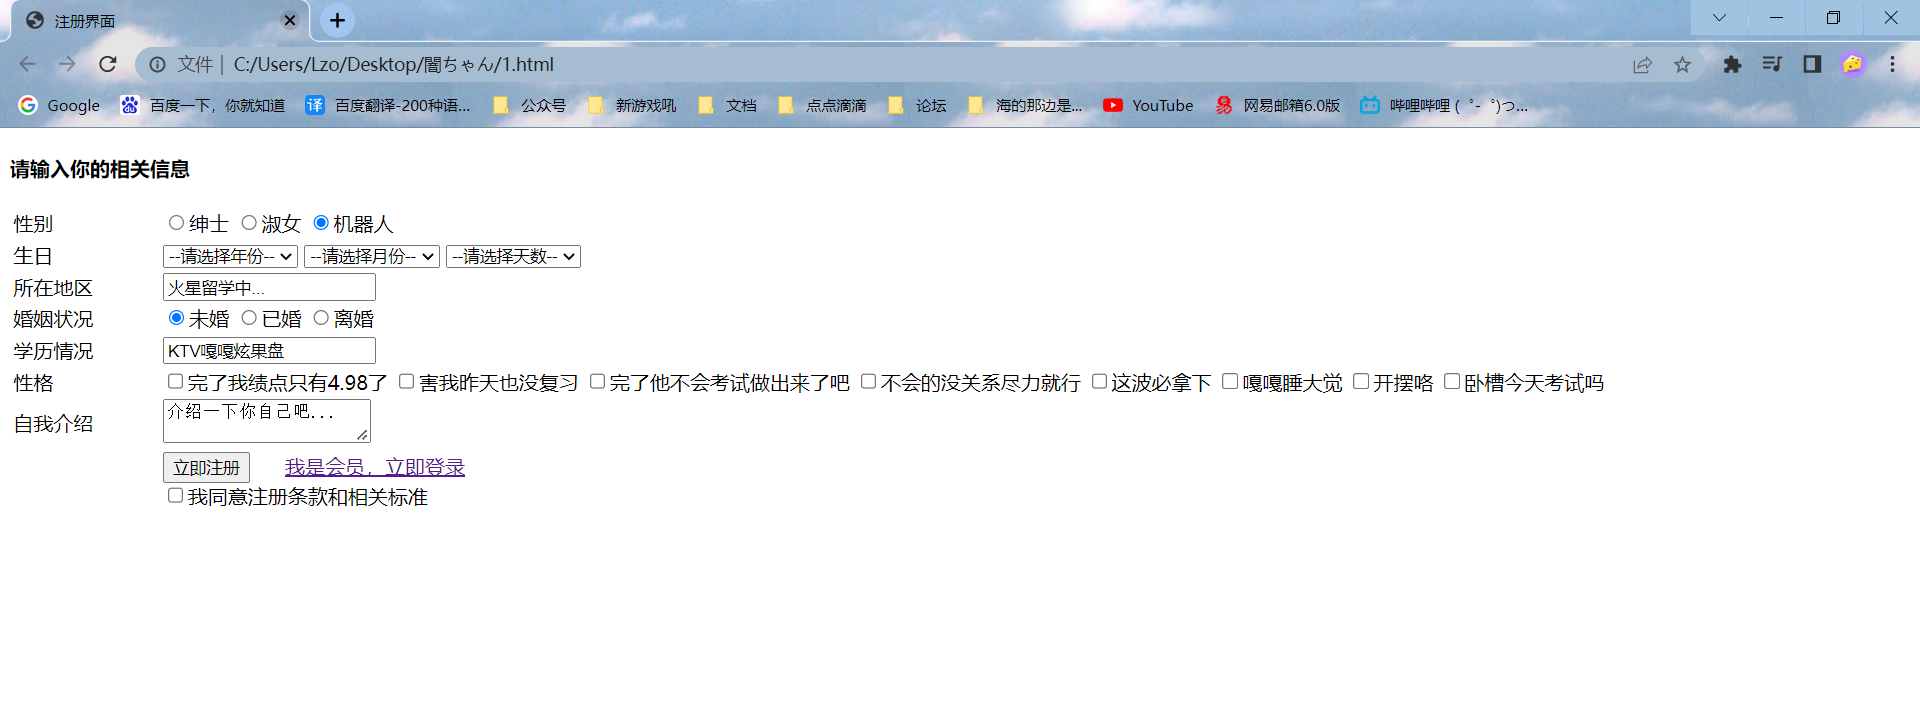 注册界面
文件 | C:/Users/Lzo/Desktop/闇ちゃん/1.html
Google 百度一下，你就知道 译 百度翻译-200种语... 公众号 新游戏吼 文档 点点滴滴 论坛 海的那边是... YouTube 易 网易邮箱6.0版 哔哩哔哩 (゜-゜)つ...
请输入你的相关信息
性别 绅士 淑女 机器人
生日 --请选择年份-- --请选择月份-- --请选择天数--
所在地区 火星留学中...
婚姻状况 未婚 已婚 离婚
学历情况 KTV嘎嘎炫果盘
性格 完了我绩点只有4.98了 害我昨天也没复习 完了他不会考试做出来了吧 不会的没关系尽力就行 这波必拿下 嘎嘎睡大觉 开摆咯 卧槽今天考试吗
自我介绍 介绍一下你自己吧...
立即注册 我是会员，立即登录
我同意注册条款和相关标准